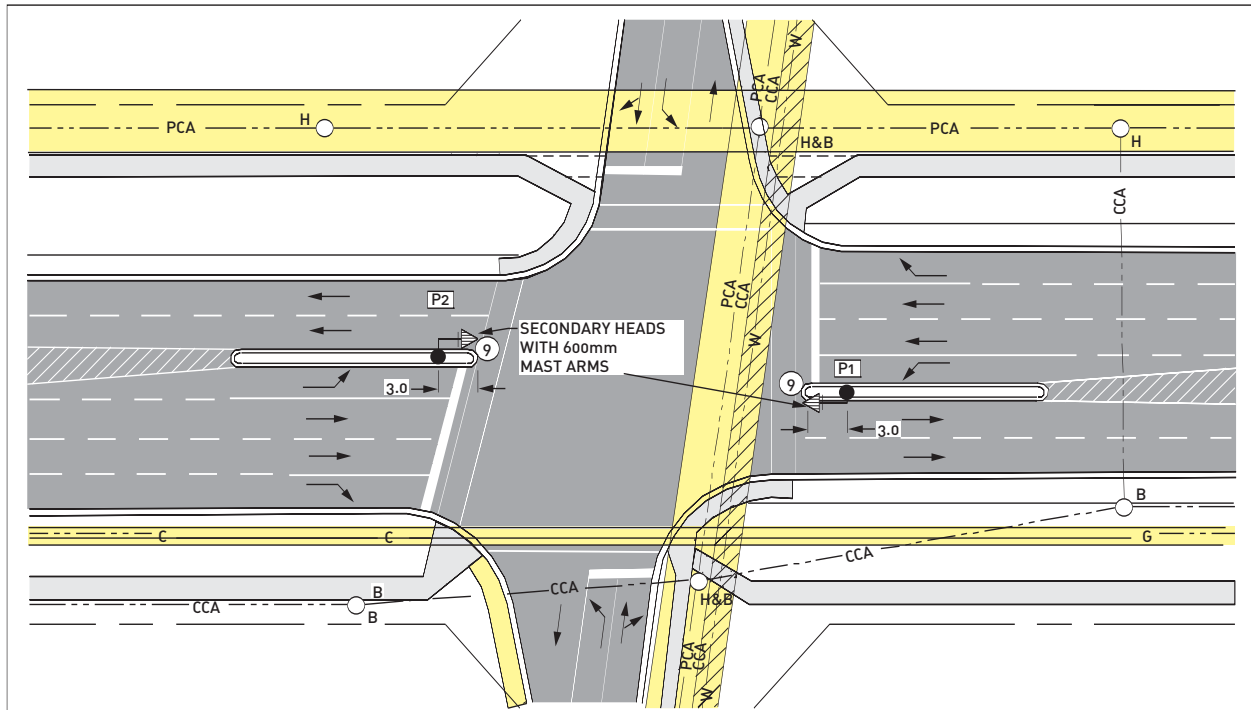 PCA
CCA
W
PCA
H
PCA
H&B
H
CCA
P2
SECONDARY HEADS
WITH 600mm
MAST ARMS
9
3.0
PCA
CCA
W
P1
9
3.0
B
C
C
G
CCA
CCA
B
CCA
B
H&B
PCA
CCA
W